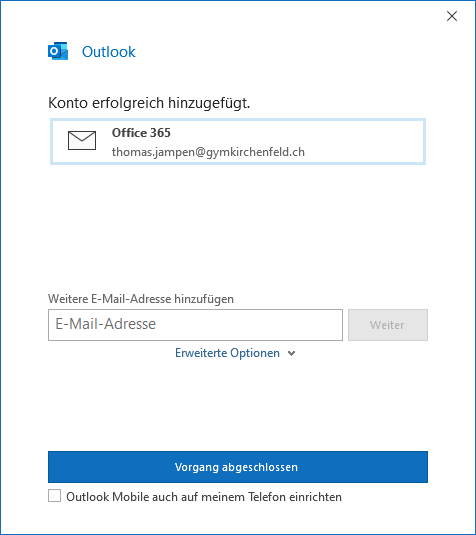 Outlook
Konto erfolgreich hinzugefügt.
Office 365
thomas.jampen@gymkirchenfeld.ch
Weitere E-Mail-Adresse hinzufügen
E-Mail-Adresse
Weiter
Erweiterte Optionen
Vorgang abgeschlossen
Outlook Mobile auch auf meinem Telefon einrichten